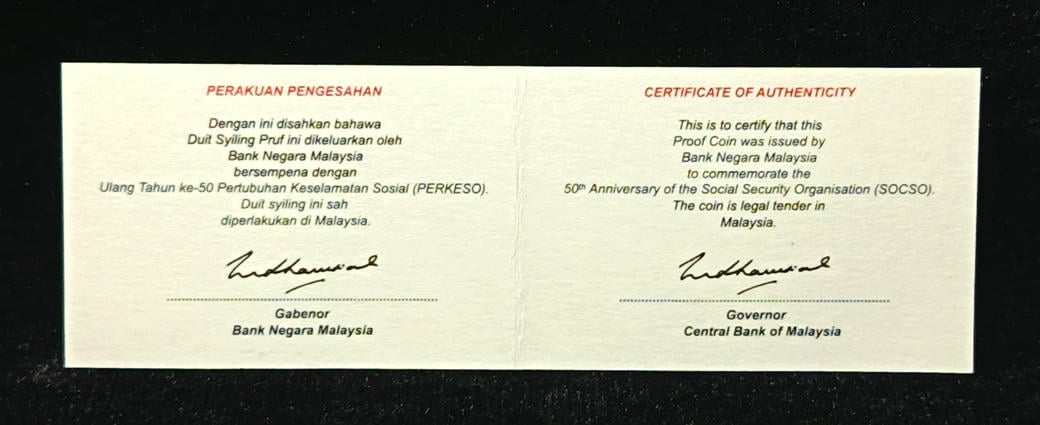 PERAKUAN PENGESAHAN
Dengan ini disahkan bahawa
Duit Syiling Pruf ini dikeluarkan oleh
Bank Negara Malaysia
bersempena dengan
Ulang Tahun ke-50 Pertubuhan Keselamatan Sosial (PERKESO).
Duit syiling ini sah
diperlakukan di Malaysia.
Gabenor
Bank Negara Malaysia
CERTIFICATE OF AUTHENTICITY
This is to certify that this
Proof Coin was issued by
Bank Negara Malaysia
to commemorate the
50th Anniversary of the Social Security Organisation (SOCSO).
The coin is legal tender in
Malaysia.
Governor
Central Bank of Malaysia